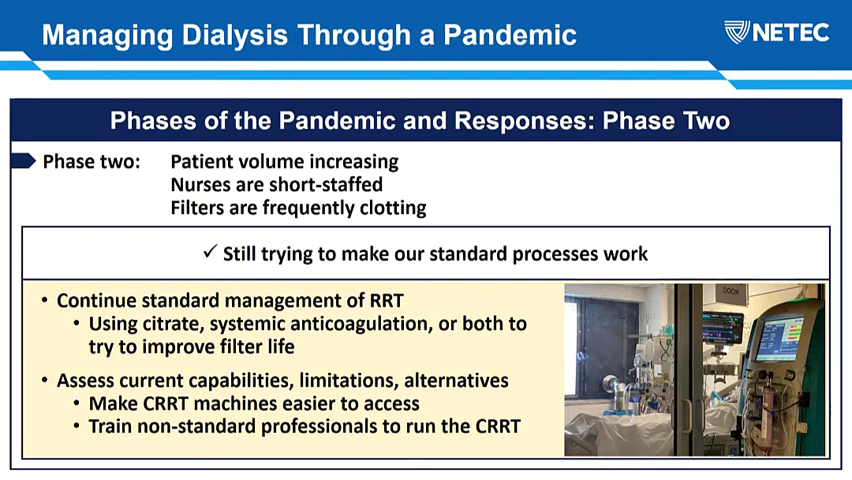 Managing Dialysis Through a Pandemic
NETEC
Phases of the Pandemic and Responses: Phase Two
Phase two: Patient volume increasing
Nurses are short-staffed
Filters are frequently clotting
✓ Still trying to make our standard processes work
• Continue standard management of RRT
• Using citrate, systemic anticoagulation, or both to
try to improve filter life
• Assess current capabilities, limitations, alternatives
• Make CRRT machines easier to access
• Train non-standard professionals to run the CRRT
DOOR